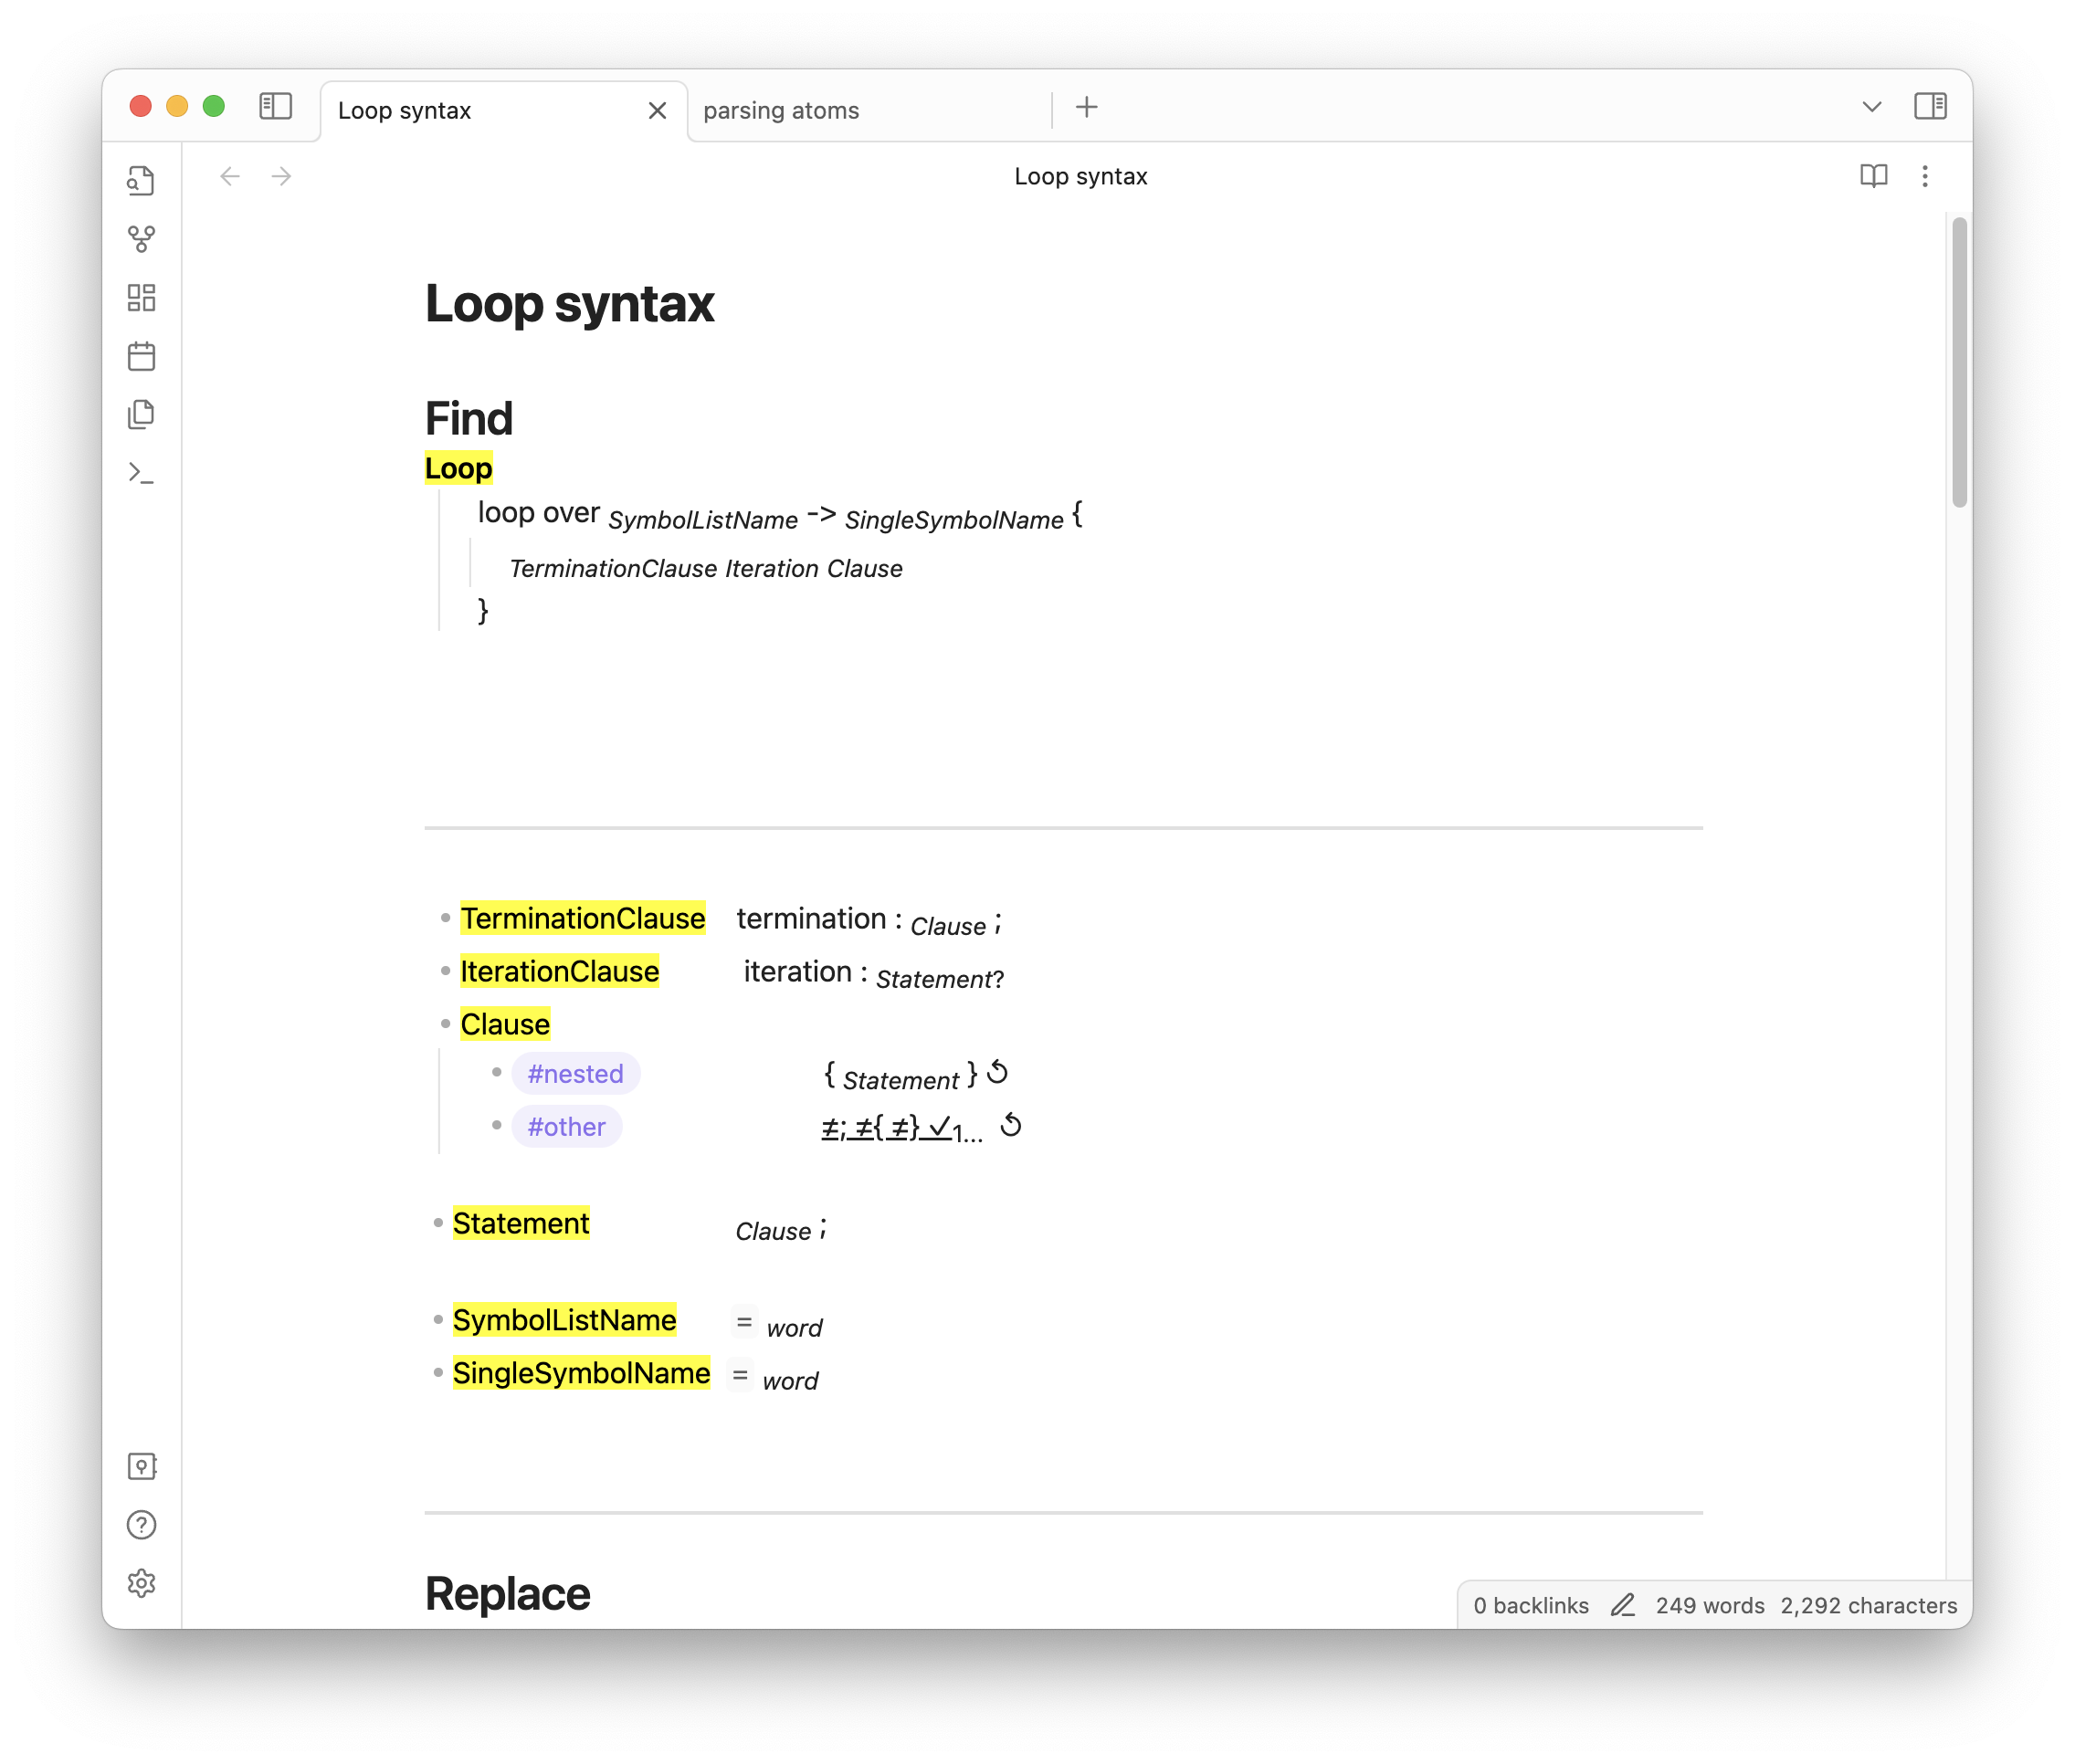 Loop syntax
parsing atoms
Loop syntax
Loop syntax
Find
Loop
loop over SymbolListName -> SingleSymbolName {
TerminationClause Iteration Clause
}
TerminationClause termination : Clause ;
IterationClause iteration : Statement?
Clause
#nested { Statement } ↺
#other ≠; ≠{ ≠} ✓1... ↺
Statement Clause ;
SymbolListName = word
SingleSymbolName = word
Replace
0 backlinks 249 words 2,292 characters